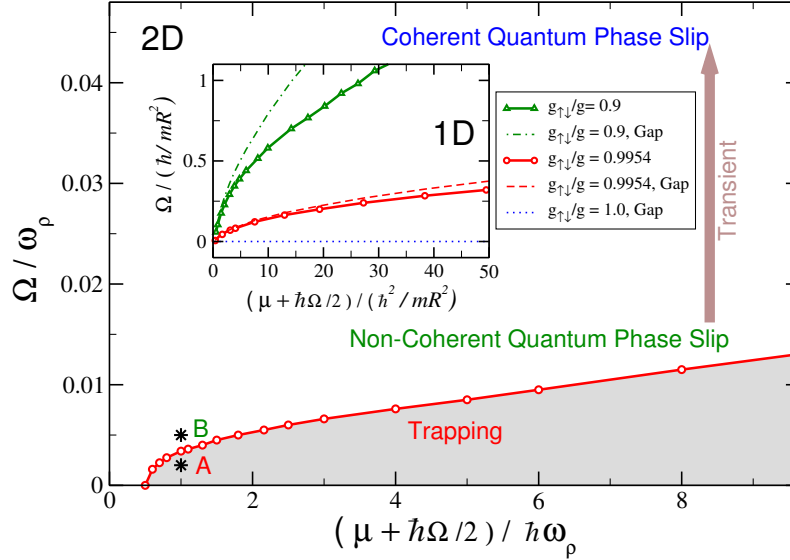 2D
Coherent Quantum Phase Slip
Transient
Non-Coherent Quantum Phase Slip
Trapping
B
A
Ω / ω_ρ
0.04
0.03
0.02
0.01
0
0 2 4 6 8
( μ + ħΩ/2 ) / ħω_ρ
1D
Ω / ( ħ/mR² )
1
0.5
0
0 10 20 30 40 50
( μ + ħΩ/2 ) / ( ħ²/mR² )
g↑↓/g= 0.9
g↑↓/g = 0.9, Gap
g↑↓/g = 0.9954
g↑↓/g = 0.9954, Gap
g↑↓/g = 1.0, Gap